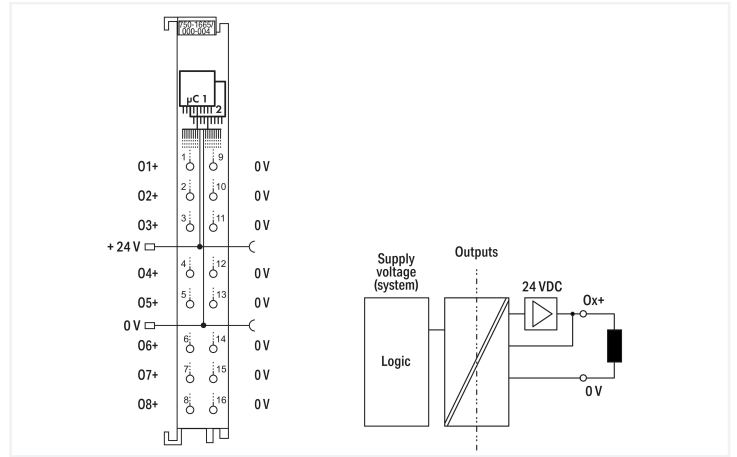 750-1665/
000-004
µC 1
2
1 9
O1+ 0 V
2 10
O2+ 0 V
3 11
O3+ 0 V
+ 24 V
4 12
O4+ 0 V
5 13
O5+ 0 V
0 V
6 14
O6+ 0 V
7 15
O7+ 0 V
8 16
O8+ 0 V
Supply
voltage
(system)
Outputs
24 VDC
Ox+
Logic
0 V